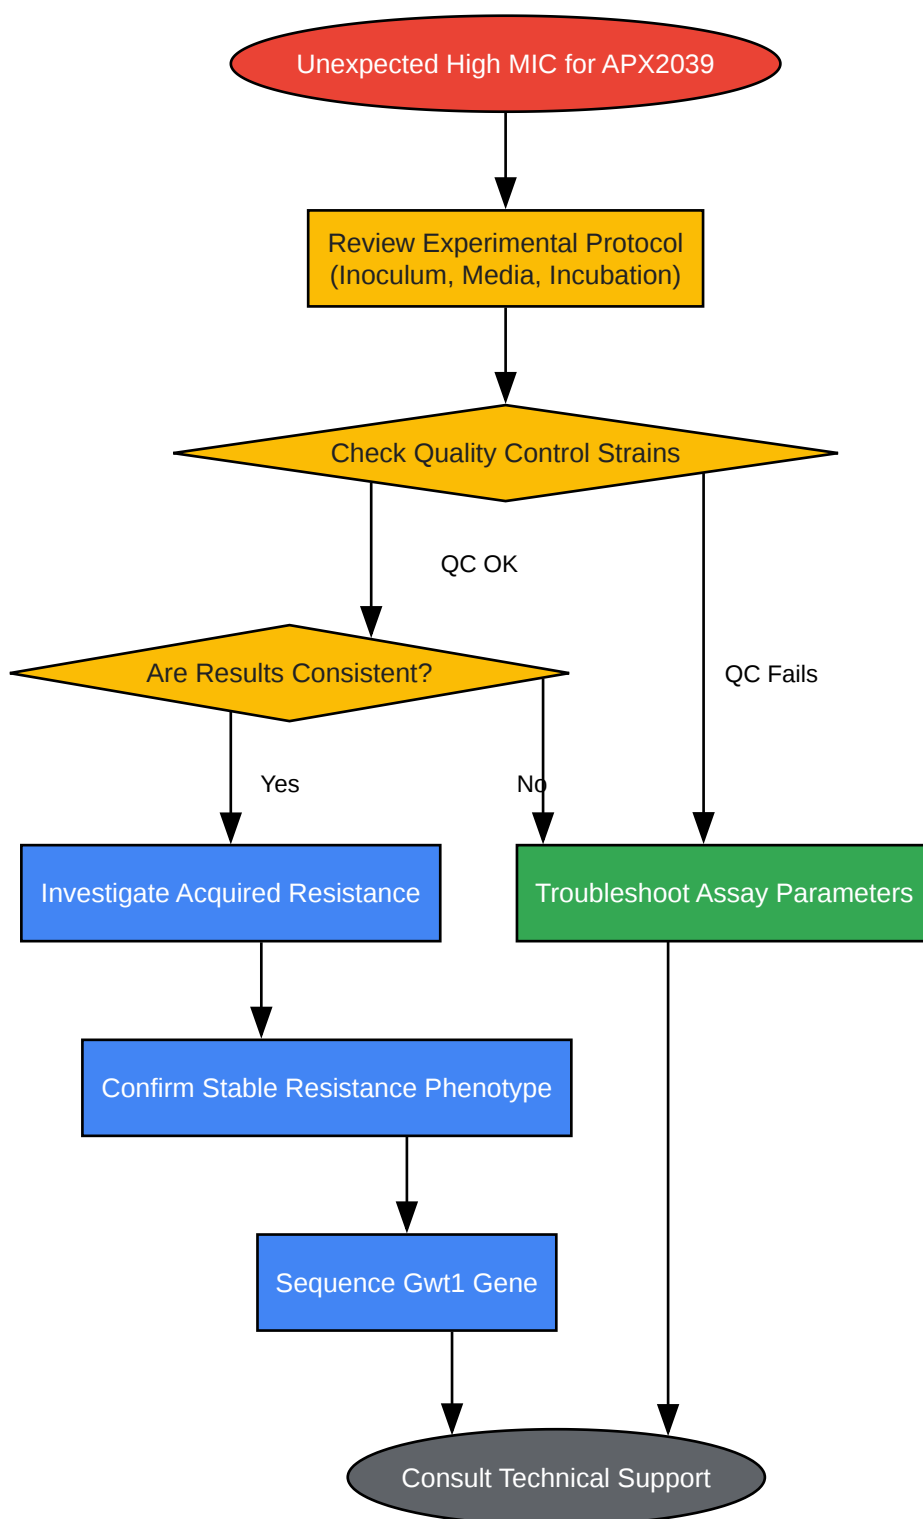 Unexpected High MIC for APX2039
Review Experimental Protocol
(Inoculum, Media, Incubation)
Check Quality Control Strains
QC OK
Are Results Consistent?
QC Fails
Yes
No
Investigate Acquired Resistance
Troubleshoot Assay Parameters
Confirm Stable Resistance Phenotype
Sequence Gwt1 Gene
Consult Technical Support